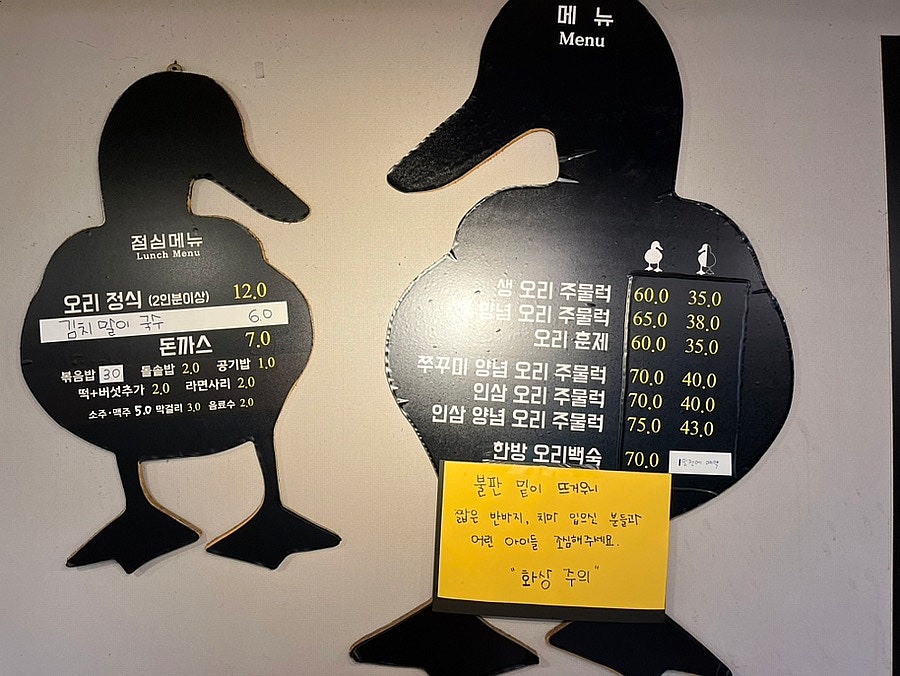 점심메뉴
Lunch Menu
오리 정식 (2인분이상) 12.0
김치말이 국수 6.0
돈까스 7.0
볶음밥 3.0 돌솥밥 2.0 공기밥 1.0
떡+버섯추가 2.0 라면사리 2.0
소주·맥주 5.0 막걸리 3.0 음료수 2.0
메뉴
Menu
생 오리 주물럭 60.0 35.0
양념 오리 주물럭 65.0 38.0
오리 훈제 60.0 35.0
쭈꾸미 양념 오리 주물럭 70.0 40.0
인삼 오리 주물럭 70.0 40.0
인삼 양념 오리 주물럭 75.0 43.0
한방 오리백숙 70.0 예약
불판 밑이 뜨거우니
짧은 반바지, 치마 입으신 분들과
어린 아이들 조심해주세요.
"화상 주의"